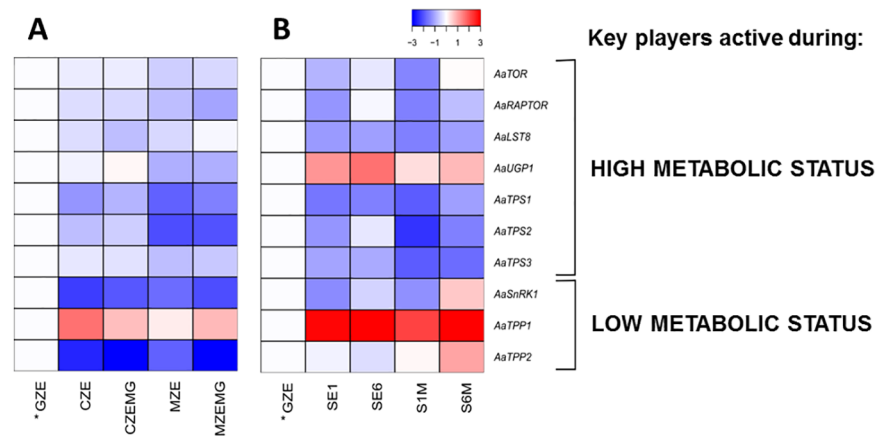 A
B
−3 −1 1 3
Key players active during:
AaTOR
AaRAPTOR
AaLST8
AaUGP1
AaTPS1
AaTPS2
AaTPS3
AaSnRK1
AaTPP1
AaTPP2
HIGH METABOLIC STATUS
LOW METABOLIC STATUS
*GZE
CZE
CZEMG
MZE
MZEMG
*GZE
SE1
SE6
S1M
S6M